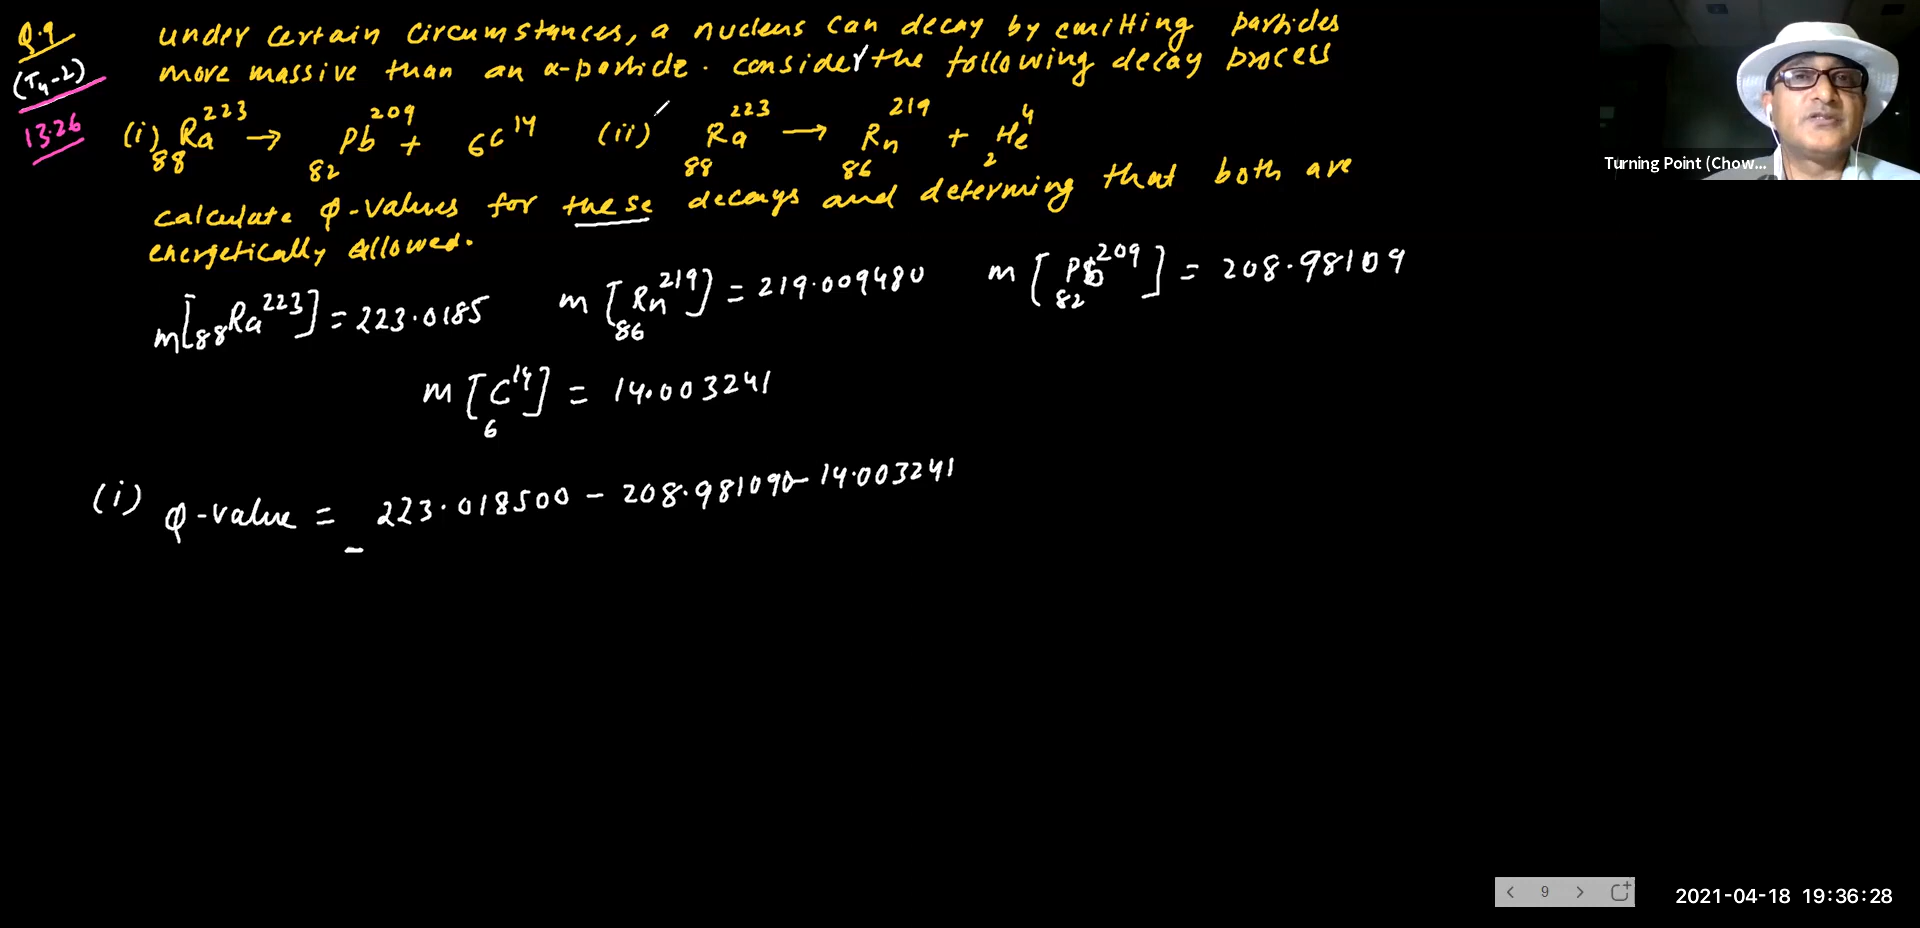 Q.9 under certain circumstances, a nucleus can decay by emitting particles
(T4-2) more massive than an α-particle. consider the following decay process
13.26 (i) 88Ra²²³ → 82Pb²⁰⁹ + 6C¹⁴ (ii) 88Ra²²³ → 86Rn²¹⁹ + 2He⁴
calculate Q-values for these decays and determing that both are
energetically allowed.
m[88Ra²²³] = 223.0185 m[86Rn²¹⁹] = 219.009480 m[82Pb²⁰⁹] = 208.98109
m[6C¹⁴] = 14.003241
(i) Q-value = 223.018500 - 208.981090 - 14.003241
Turning Point (Chow...
< 9 >
2021-04-18 19:36:28